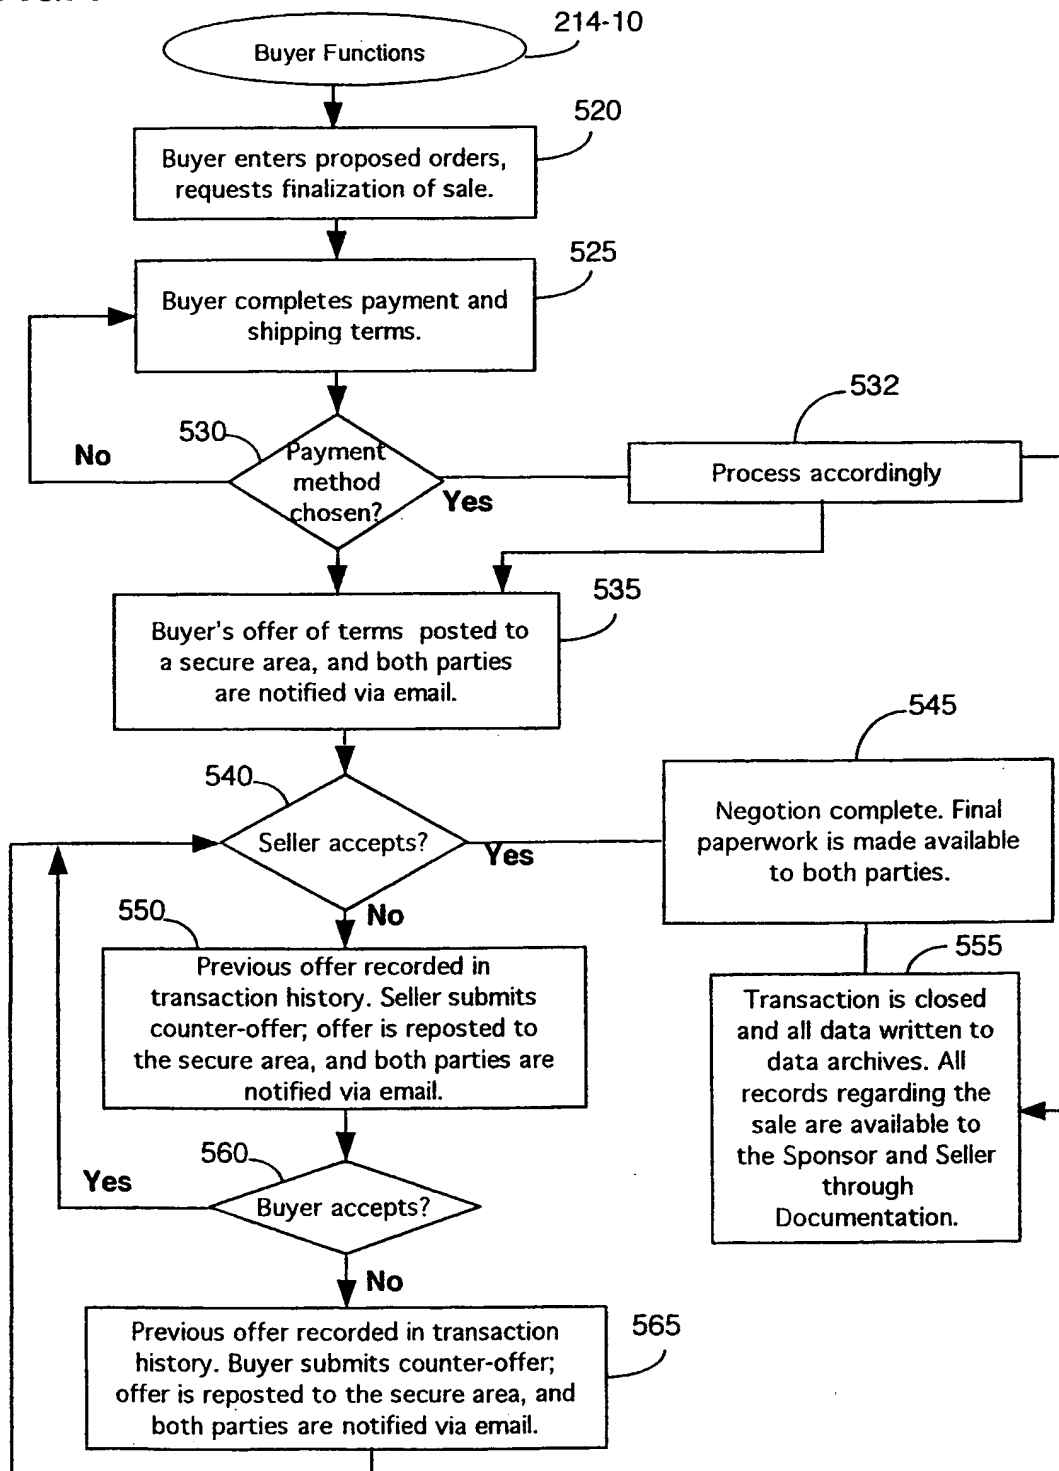 214-10
Buyer Functions
520
Buyer enters proposed orders,
requests finalization of sale.
525
Buyer completes payment and
shipping terms.
532
530
No
Payment
method
chosen?
Yes
Process accordingly
535
Buyer's offer of terms posted to
a secure area, and both parties
are notified via email.
545
540
Seller accepts?
Yes
Negotion complete. Final
paperwork is made available
to both parties.
No
550
555
Previous offer recorded in
transaction history. Seller submits
counter-offer; offer is reposted to
the secure area, and both parties are
notified via email.
Transaction is closed
and all data written to
data archives. All
records regarding the
sale are available to
the Sponsor and Seller
through
Documentation.
560
Yes
Buyer accepts?
No
565
Previous offer recorded in transaction
history. Buyer submits counter-offer;
offer is reposted to the secure area, and
both parties are notified via email.